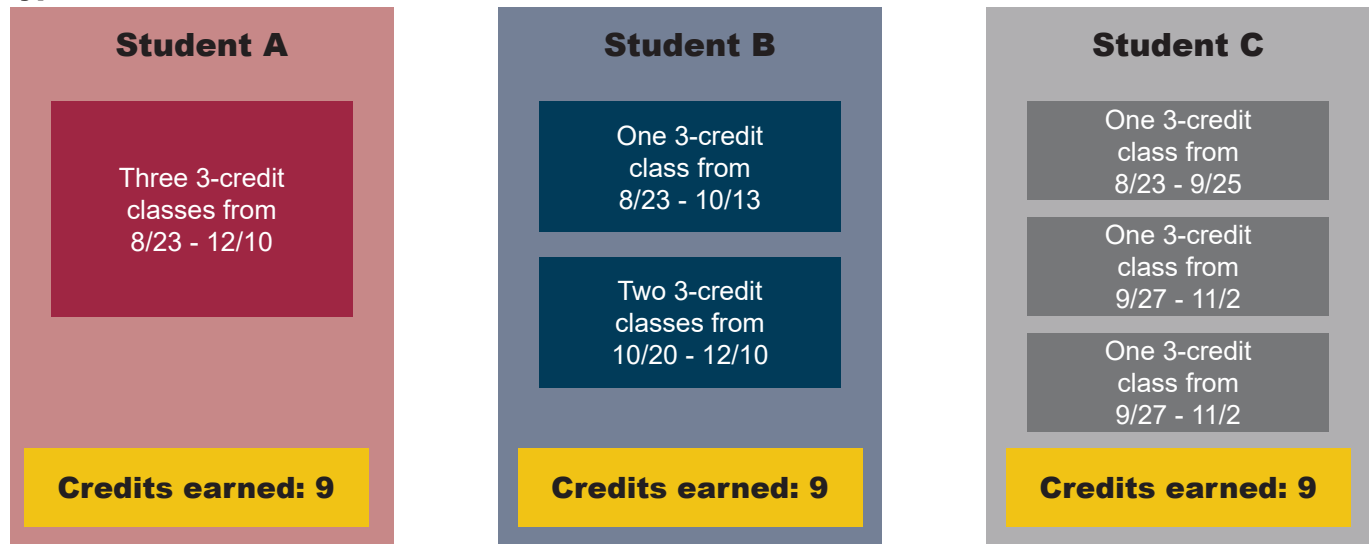 Student A
Three 3-credit
classes from
8/23 - 12/10
Credits earned: 9
Student B
One 3-credit
class from
8/23 - 10/13
Two 3-credit
classes from
10/20 - 12/10
Credits earned: 9
Student C
One 3-credit
class from
8/23 - 9/25
One 3-credit
class from
9/27 - 11/2
One 3-credit
class from
9/27 - 11/2
Credits earned: 9